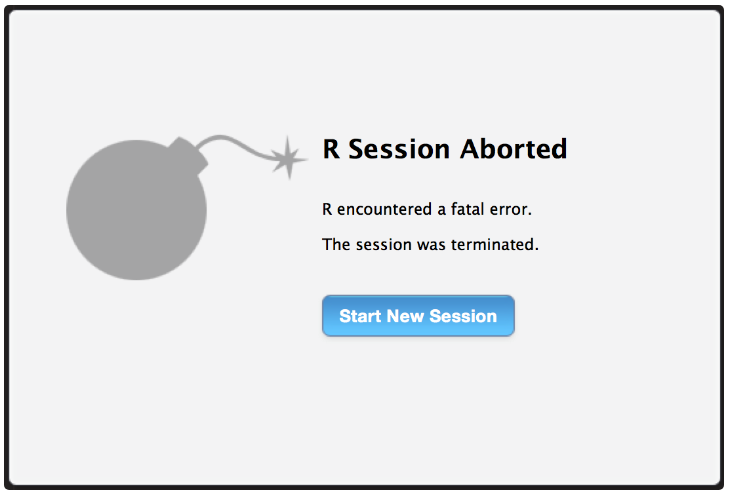 R Session Aborted
R encountered a fatal error.
The session was terminated.
Start New Session